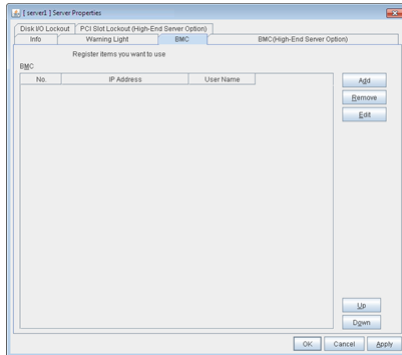 [ server1 ] Server Properties
Disk I/O Lockout PCI Slot Lockout (High-End Server Option)
Info Warning Light BMC BMC(High-End Server Option)
Register items you want to use
BMC
No. IP Address User Name
Add
Remove
Edit
Up
Down
OK Cancel Apply